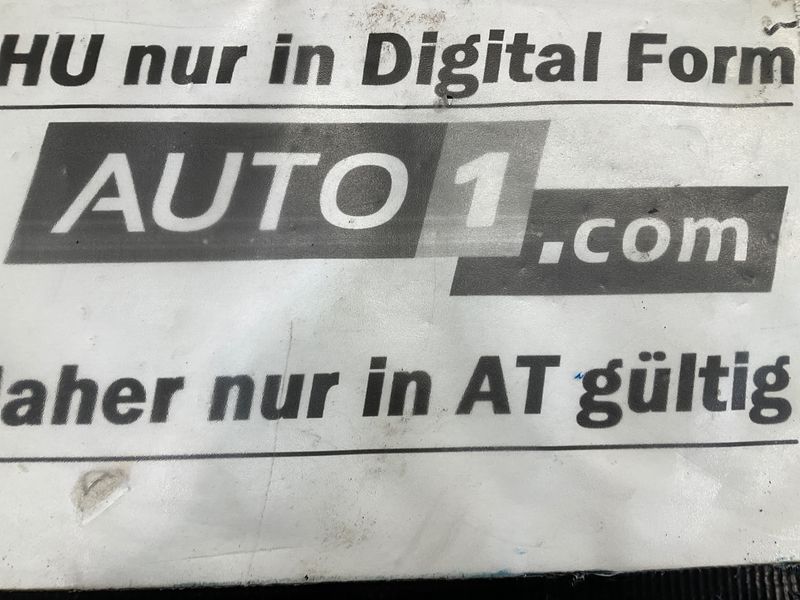 HU nur in Digital Form
AUTO1.com
daher nur in AT gültig